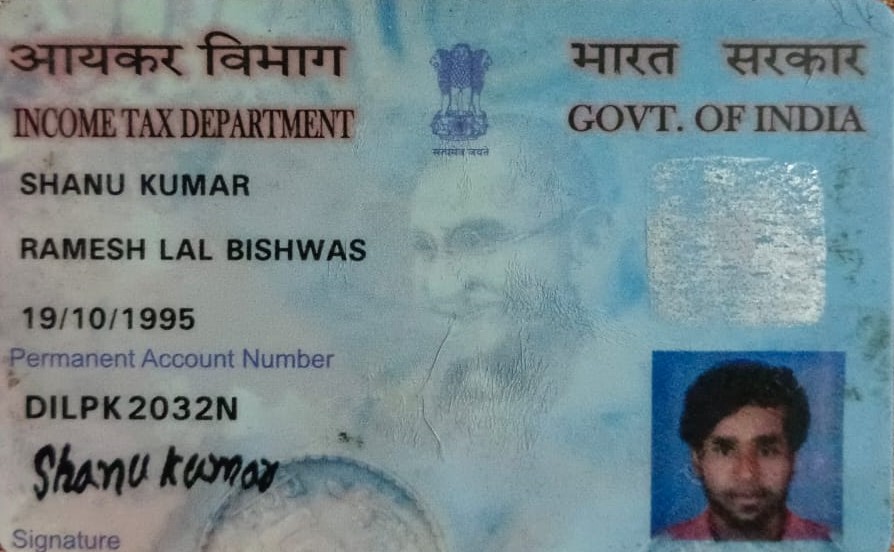 आयकर विभाग
भारत सरकार
INCOME TAX DEPARTMENT
GOVT. OF INDIA
सत्यमेव जयते
SHANU KUMAR
RAMESH LAL BISHWAS
19/10/1995
Permanent Account Number
DILPK2032N
Shanu kumar
Signature